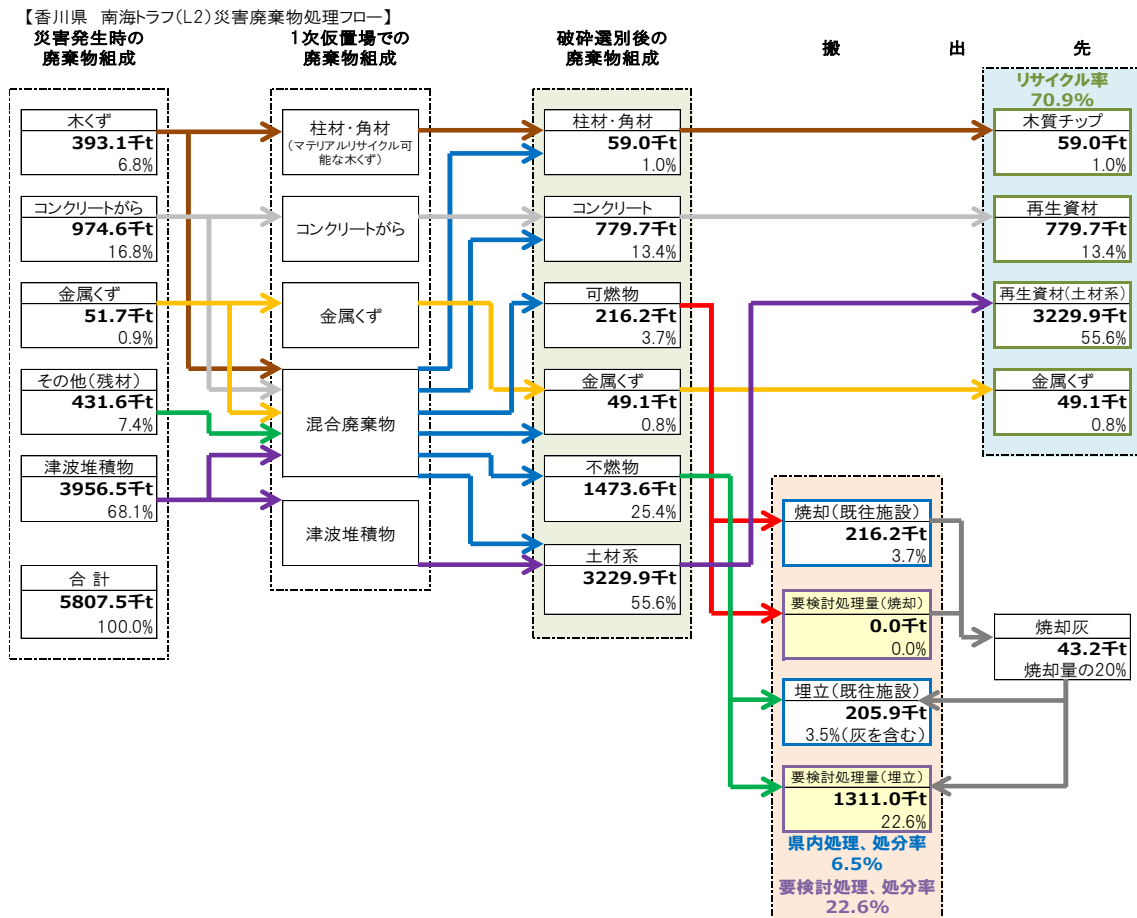 【香川県　南海トラフ(L2)災害廃棄物処理フロー】
災害発生時の
廃棄物組成
1次仮置場での
廃棄物組成
破砕選別後の
廃棄物組成
搬　出　先
木くず
393.1千t
6.8%
コンクリートがら
974.6千t
16.8%
金属くず
51.7千t
0.9%
その他(残材)
431.6千t
7.4%
津波堆積物
3956.5千t
68.1%
合 計
5807.5千t
100.0%
柱材・角材
(マテリアルリサイクル可
能な木くず)
コンクリートがら
金属くず
混合廃棄物
津波堆積物
柱材・角材
59.0千t
1.0%
コンクリート
779.7千t
13.4%
可燃物
216.2千t
3.7%
金属くず
49.1千t
0.8%
不燃物
1473.6千t
25.4%
土材系
3229.9千t
55.6%
リサイクル率
70.9%
木質チップ
59.0千t
1.0%
再生資材
779.7千t
13.4%
再生資材(土材系)
3229.9千t
55.6%
金属くず
49.1千t
0.8%
焼却(既往施設)
216.2千t
3.7%
要検討処理量(焼却)
0.0千t
0.0%
埋立(既往施設)
205.9千t
3.5%(灰を含む)
要検討処理量(埋立)
1311.0千t
22.6%
県内処理、処分率
6.5%
要検討処理、処分率
22.6%
焼却灰
43.2千t
焼却量の20%